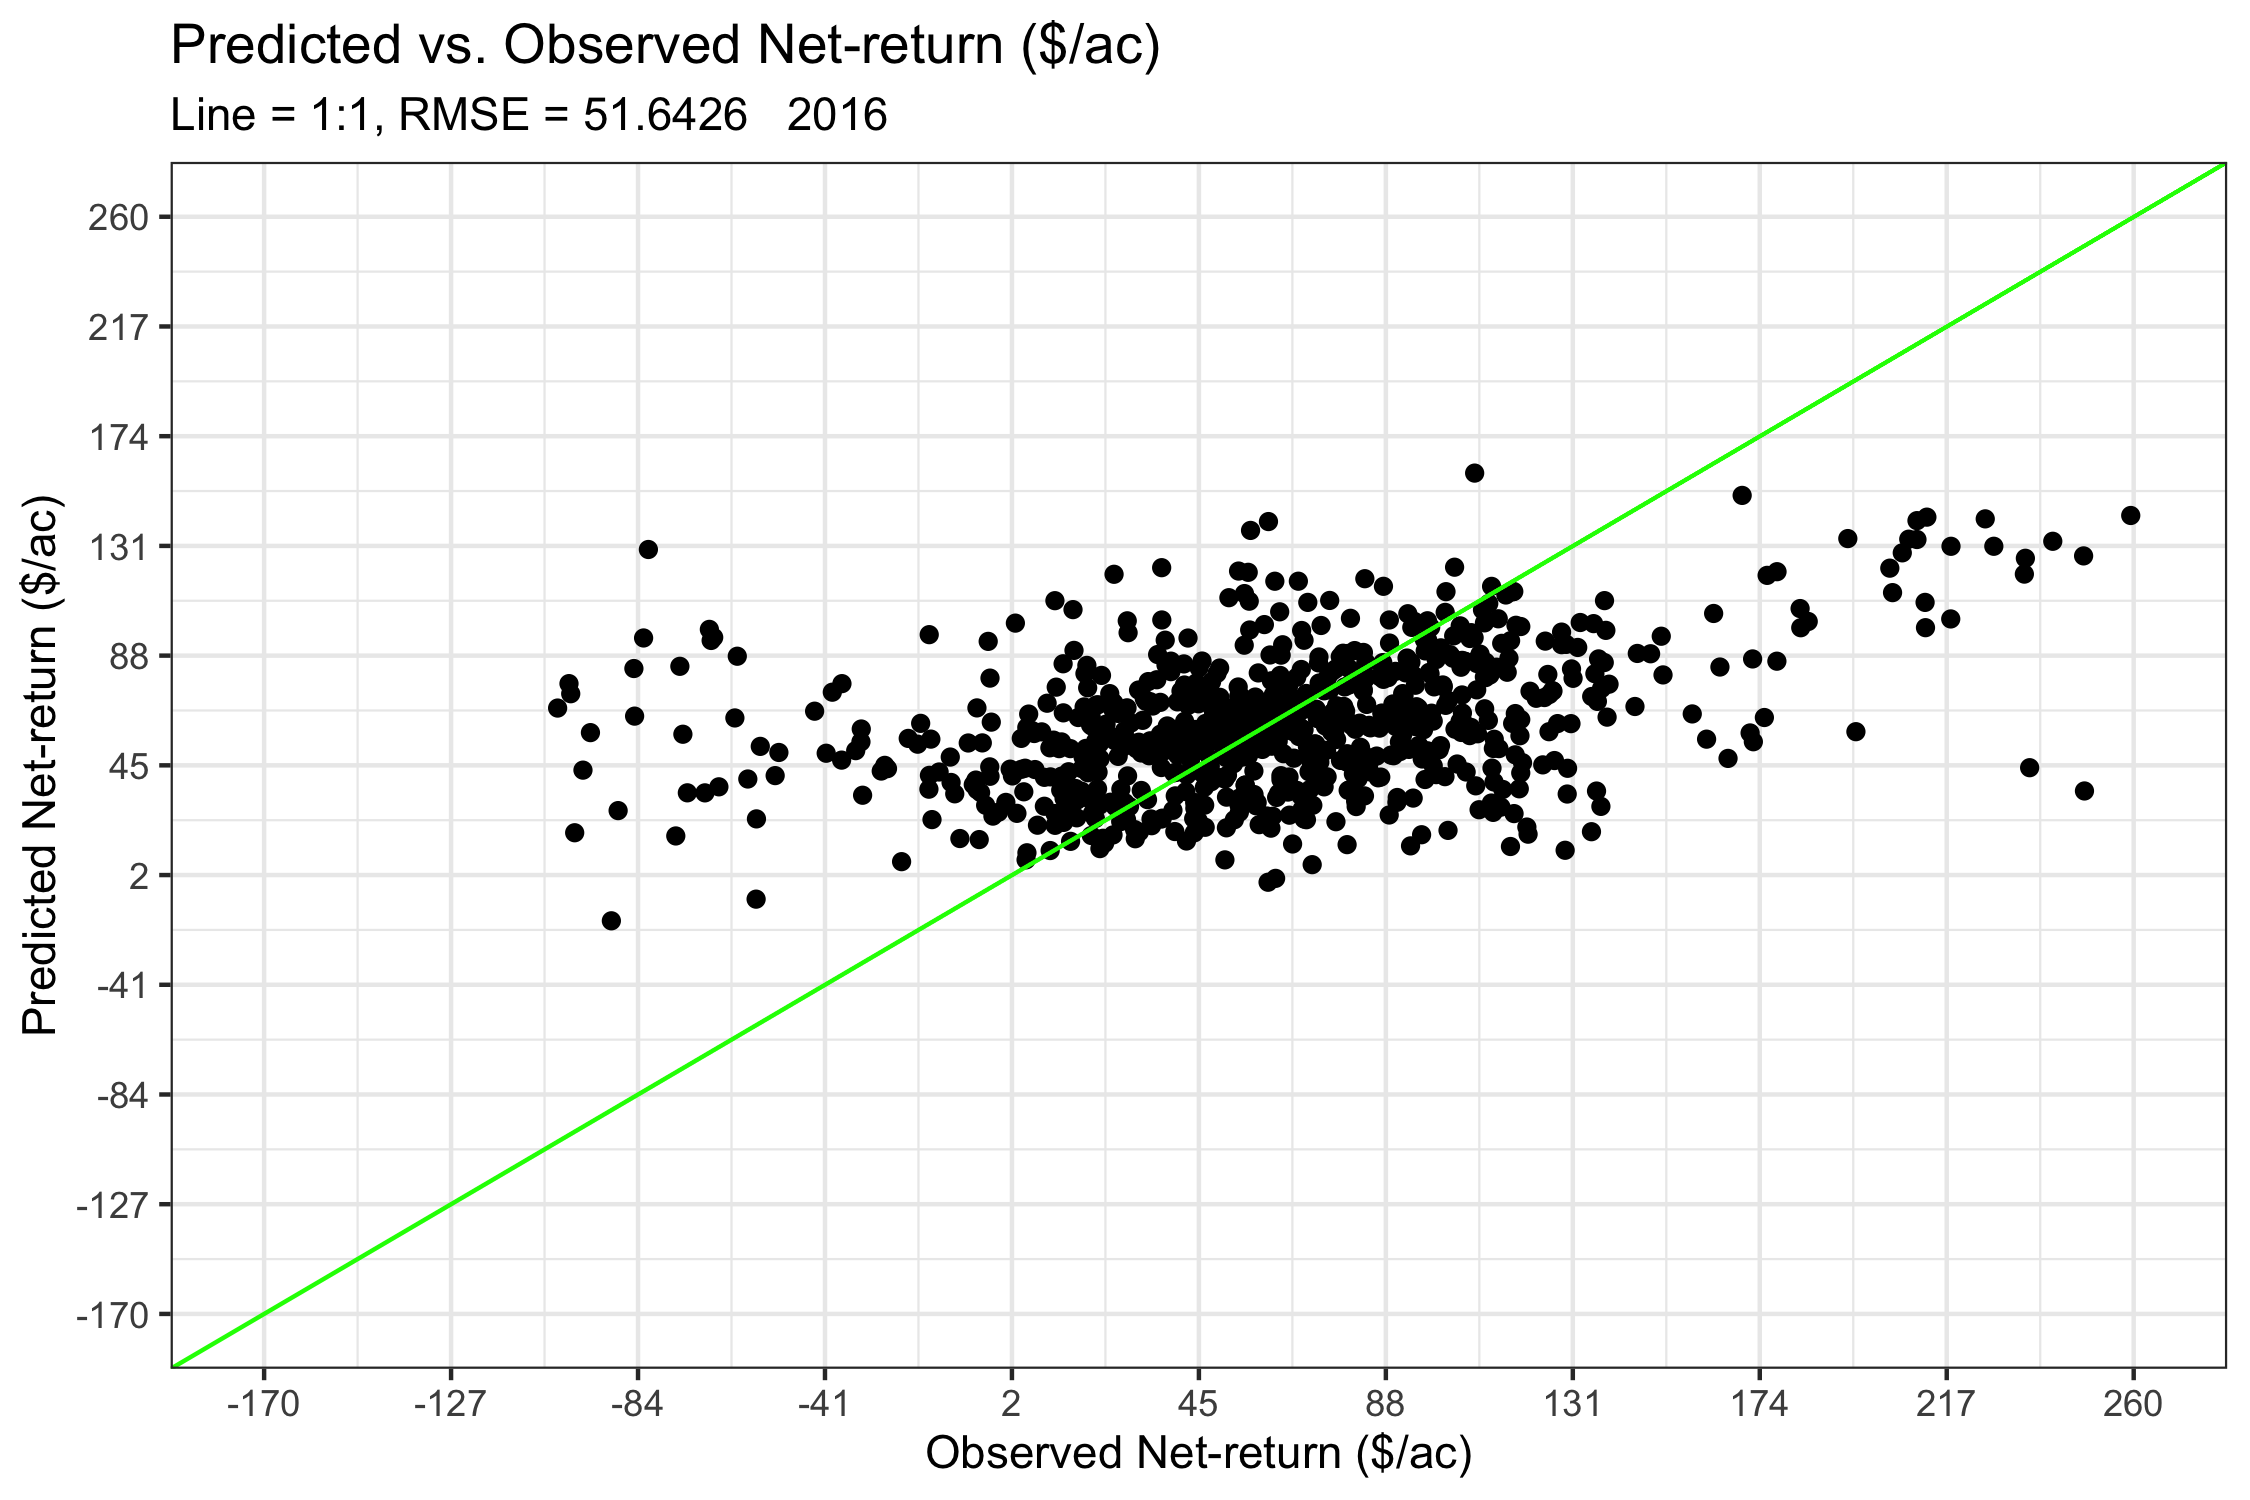 Predicted vs. Observed Net-return ($/ac)
Line = 1:1, RMSE = 51.6426   2016
Predicted Net-return ($/ac)
260
217
174
131
88
45
2
-41
-84
-127
-170
-170 -127 -84 -41 2 45 88 131 174 217 260
Observed Net-return ($/ac)